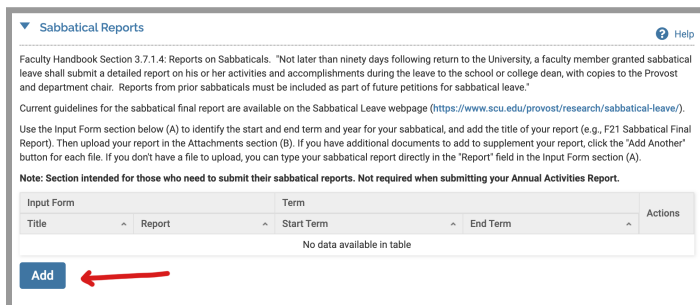 Sabbatical Reports
Help
Faculty Handbook Section 3.7.1.4: Reports on Sabbaticals. "Not later than ninety days following return to the University, a faculty member granted sabbatical
leave shall submit a detailed report on his or her activities and accomplishments during the leave to the school or college dean, with copies to the Provost
and department chair. Reports from prior sabbaticals must be included as part of future petitions for sabbatical leave."
Current guidelines for the sabbatical final report are available on the Sabbatical Leave webpage (https://www.scu.edu/provost/research/sabbatical-leave/).
Use the Input Form section below (A) to identify the start and end term and year for your sabbatical, and add the title of your report (e.g., F21 Sabbatical Final
Report). Then upload your report in the Attachments section (B). If you have additional documents to add to supplement your report, click the "Add Another"
button for each file. If you don't have a file to upload, you can type your sabbatical report directly in the "Report" field in the Input Form section (A).
Note: Section intended for those who need to submit their sabbatical reports. Not required when submitting your Annual Activities Report.
Input Form Term Actions
Title Report Start Term End Term
No data available in table
Add